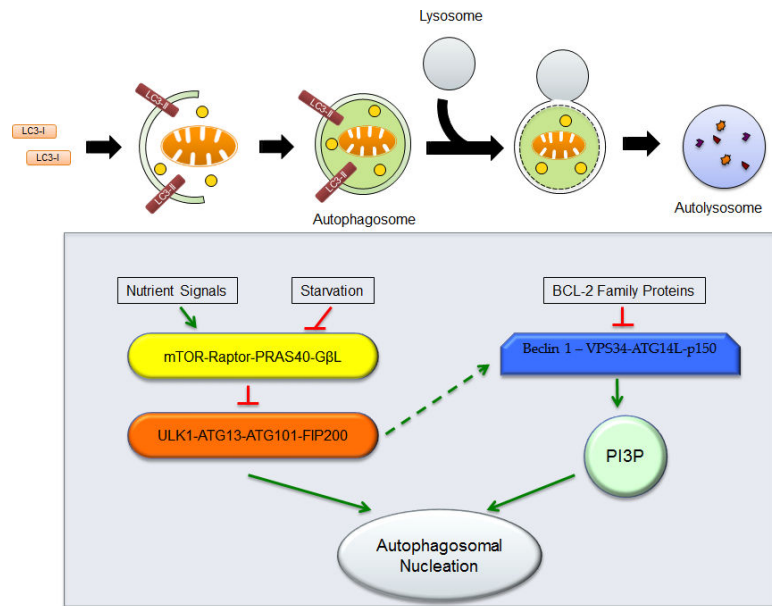 Lysosome
LC3-I
LC3-I
LC3-II
LC3-II
LC3-II
LC3-II
Autophagosome
Autolysosome
Nutrient Signals
Starvation
BCL-2 Family Proteins
mTOR-Raptor-PRAS40-GβL
Beclin 1 – VPS34-ATG14L-p150
ULK1-ATG13-ATG101-FIP200
PI3P
Autophagosomal
Nucleation